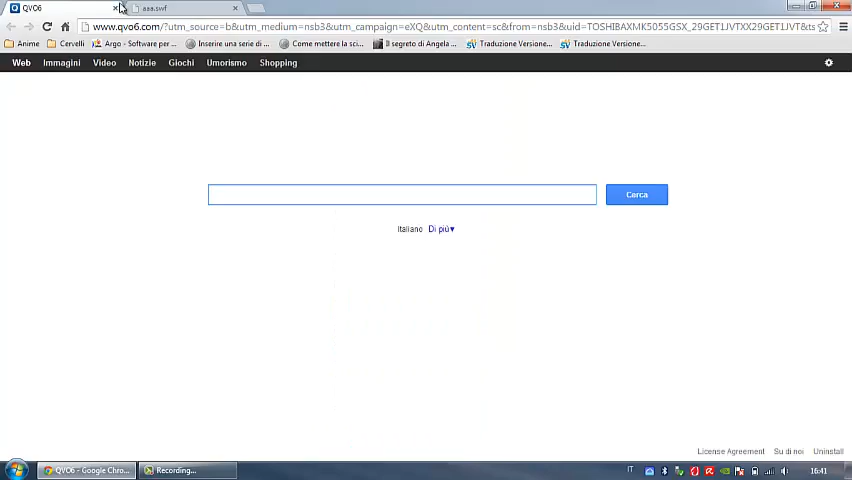 QVO6
aaa.swf
www.qvo6.com/?utm_source=b&utm_medium=nsb3&utm_campaign=eXQ&utm_content=sc&from=nsb3&uid=TOSHIBAXMK5055GSX_29GET1JVTXX29GET1JVT&ts
Anime Cervelli Argo - Software per ... Inserire una serie di ... Come mettere la sci... Il segreto di Angela ... Traduzione Versione... Traduzione Versione...
Web Immagini Video Notizie Giochi Umorismo Shopping
Cerca
Italiano Di più▾
License Agreement Su di noi Uninstall
QVO6 - Google Chro... Recording... IT 16:41